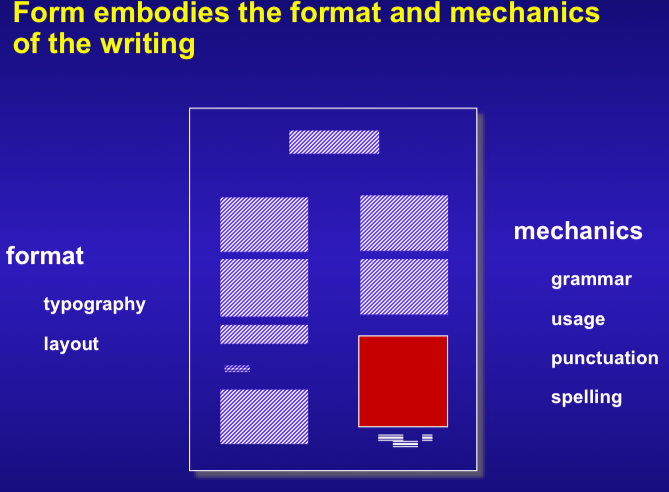 Form embodies the format and mechanics
of the writing
format
typography
layout
mechanics
grammar
usage
punctuation
spelling